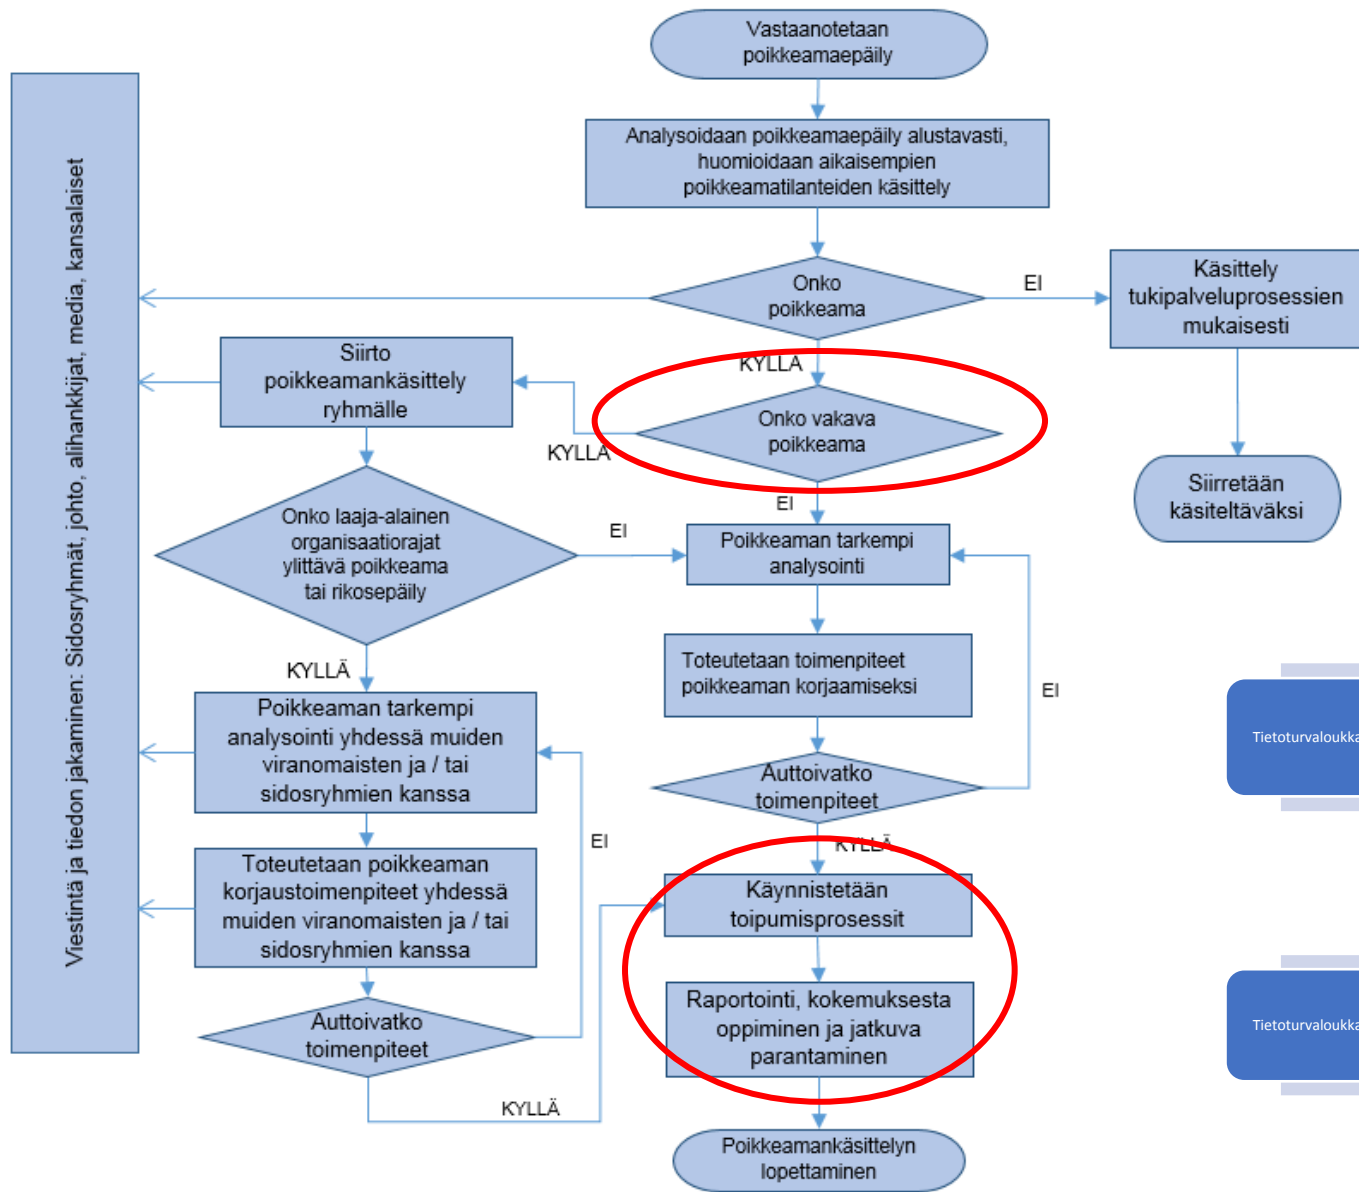 Vastaanotetaan
poikkeamaepäily
Analysoidaan poikkeamaepäily alustavasti,
huomioidaan aikaisempien
poikkeamatilanteiden käsittely
Onko
poikkeama
EI
Käsittely
tukipalveluprosessien
mukaisesti
Siirretään
käsiteltäväksi
KYLLÄ
Onko vakava
poikkeama
KYLLÄ
Siirto
poikkeamankäsittely
ryhmälle
Viestintä ja tiedon jakaminen: Sidosryhmät, johto, alihankkijat, media, kansalaiset
EI
Onko laaja-alainen
organisaatiorajat
ylittävä poikkeama
tai rikosepäily
EI
Poikkeaman tarkempi
analysointi
Toteutetaan toimenpiteet
poikkeaman korjaamiseksi
EI
Auttoivatko
toimenpiteet
KYLLÄ
KYLLÄ
Poikkeaman tarkempi
analysointi yhdessä muiden
viranomaisten ja / tai
sidosryhmien kanssa
Toteutetaan poikkeaman
korjaustoimenpiteet yhdessä
muiden viranomaisten ja / tai
sidosryhmien kanssa
EI
Auttoivatko
toimenpiteet
KYLLÄ
Käynnistetään
toipumisprosessit
Raportointi, kokemuksesta
oppiminen ja jatkuva
parantaminen
Poikkeamankäsittelyn
lopettaminen
Tietoturvaloukka
Tietoturvaloukka